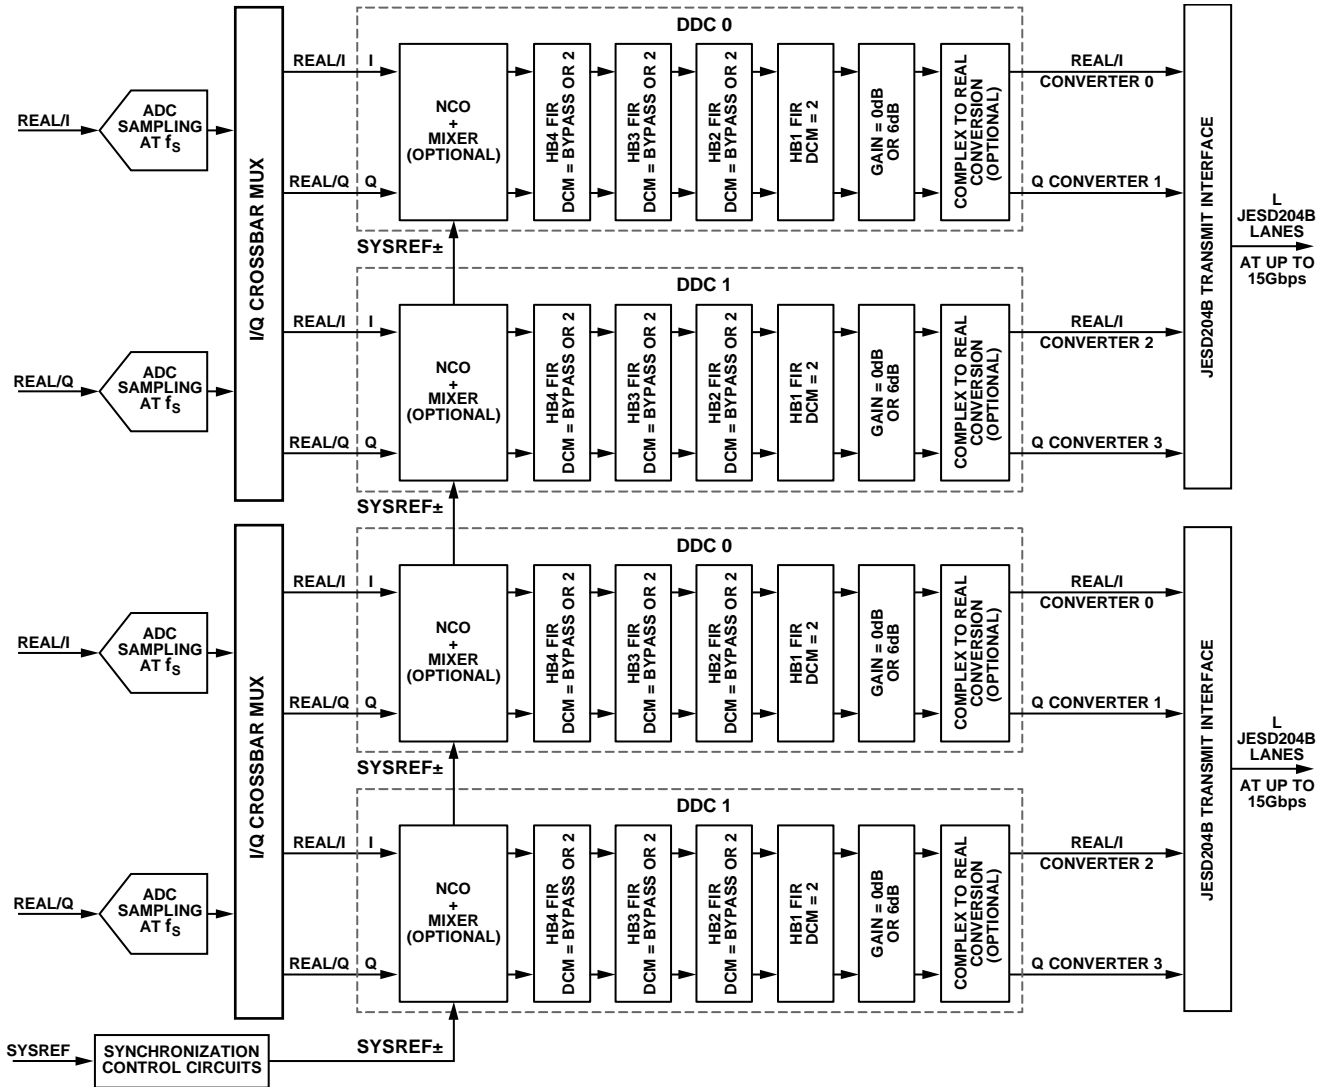 DDC 0
REAL/I
ADC
SAMPLING
AT fS
I/Q CROSSBAR MUX
REAL/I I
REAL/Q Q
NCO
+
MIXER
(OPTIONAL)
HB4 FIR
DCM = BYPASS OR 2
HB3 FIR
DCM = BYPASS OR 2
HB2 FIR
DCM = BYPASS OR 2
HB1 FIR
DCM = 2
GAIN = 0dB
OR 6dB
COMPLEX TO REAL
CONVERSION
(OPTIONAL)
REAL/I
CONVERTER 0
Q CONVERTER 1
JESD204B TRANSMIT INTERFACE
L
JESD204B
LANES
AT UP TO
15Gbps
SYSREF±
DDC 1
REAL/Q
ADC
SAMPLING
AT fS
REAL/I I
REAL/Q Q
NCO
+
MIXER
(OPTIONAL)
HB4 FIR
DCM = BYPASS OR 2
HB3 FIR
DCM = BYPASS OR 2
HB2 FIR
DCM = BYPASS OR 2
HB1 FIR
DCM = 2
GAIN = 0dB
OR 6dB
COMPLEX TO REAL
CONVERSION
(OPTIONAL)
REAL/I
CONVERTER 2
Q CONVERTER 3
SYSREF±
DDC 0
REAL/I
ADC
SAMPLING
AT fS
I/Q CROSSBAR MUX
REAL/I I
REAL/Q Q
NCO
+
MIXER
(OPTIONAL)
HB4 FIR
DCM = BYPASS OR 2
HB3 FIR
DCM = BYPASS OR 2
HB2 FIR
DCM = BYPASS OR 2
HB1 FIR
DCM = 2
GAIN = 0dB
OR 6dB
COMPLEX TO REAL
CONVERSION
(OPTIONAL)
REAL/I
CONVERTER 0
Q CONVERTER 1
JESD204B TRANSMIT INTERFACE
L
JESD204B
LANES
AT UP TO
15Gbps
SYSREF±
DDC 1
REAL/Q
ADC
SAMPLING
AT fS
REAL/I I
REAL/Q Q
NCO
+
MIXER
(OPTIONAL)
HB4 FIR
DCM = BYPASS OR 2
HB3 FIR
DCM = BYPASS OR 2
HB2 FIR
DCM = BYPASS OR 2
HB1 FIR
DCM = 2
GAIN = 0dB
OR 6dB
COMPLEX TO REAL
CONVERSION
(OPTIONAL)
REAL/I
CONVERTER 2
Q CONVERTER 3
SYSREF
SYNCHRONIZATION
CONTROL CIRCUITS
SYSREF±